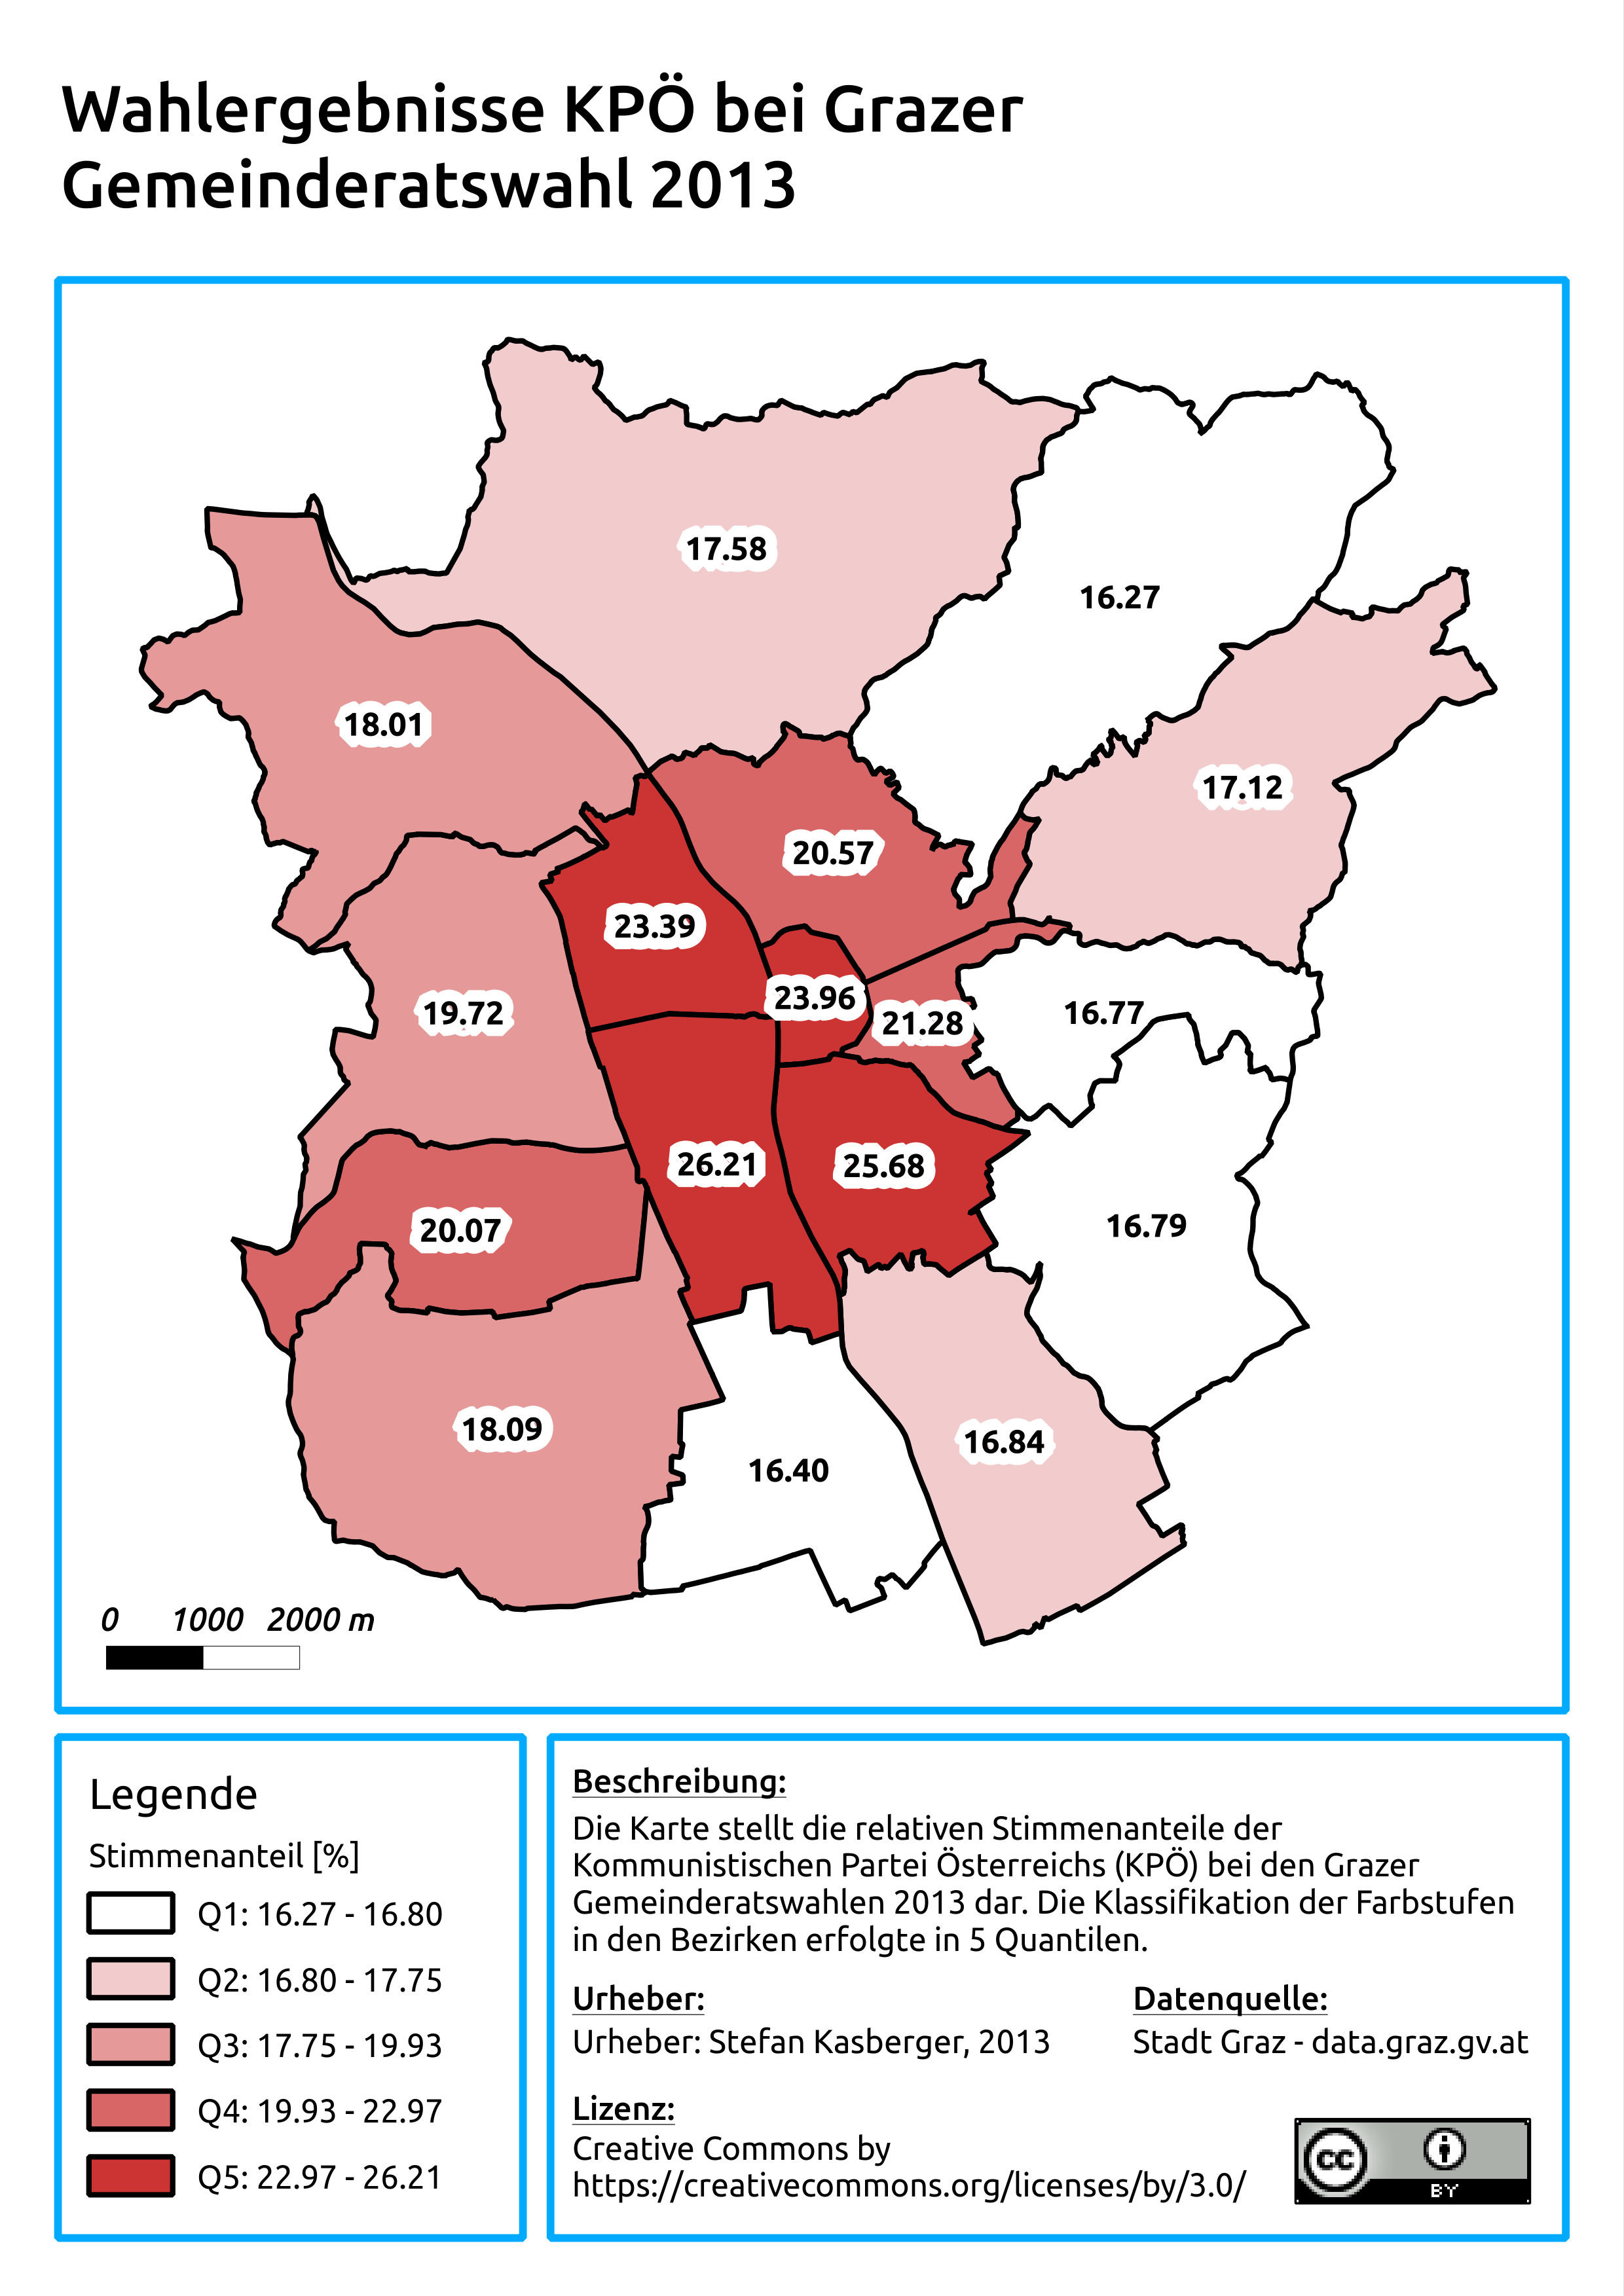 Wahlergebnisse KPÖ bei Grazer
Gemeinderatswahl 2013
17.58
16.27
18.01
17.12
20.57
23.39
23.96
19.72
16.77
21.28
26.21
25.68
20.07
16.79
18.09
16.84
16.40
0 1000 2000 m
Legende
Stimmenanteil [%]
Q1: 16.27 - 16.80
Q2: 16.80 - 17.75
Q3: 17.75 - 19.93
Q4: 19.93 - 22.97
Q5: 22.97 - 26.21
Beschreibung:
Die Karte stellt die relativen Stimmenanteile der
Kommunistischen Partei Österreichs (KPÖ) bei den Grazer
Gemeinderatswahlen 2013 dar. Die Klassifikation der Farbstufen
in den Bezirken erfolgte in 5 Quantilen.
Urheber:
Urheber: Stefan Kasberger, 2013
Datenquelle:
Stadt Graz - data.graz.gv.at
Lizenz:
Creative Commons by
https://creativecommons.org/licenses/by/3.0/
cc
BY